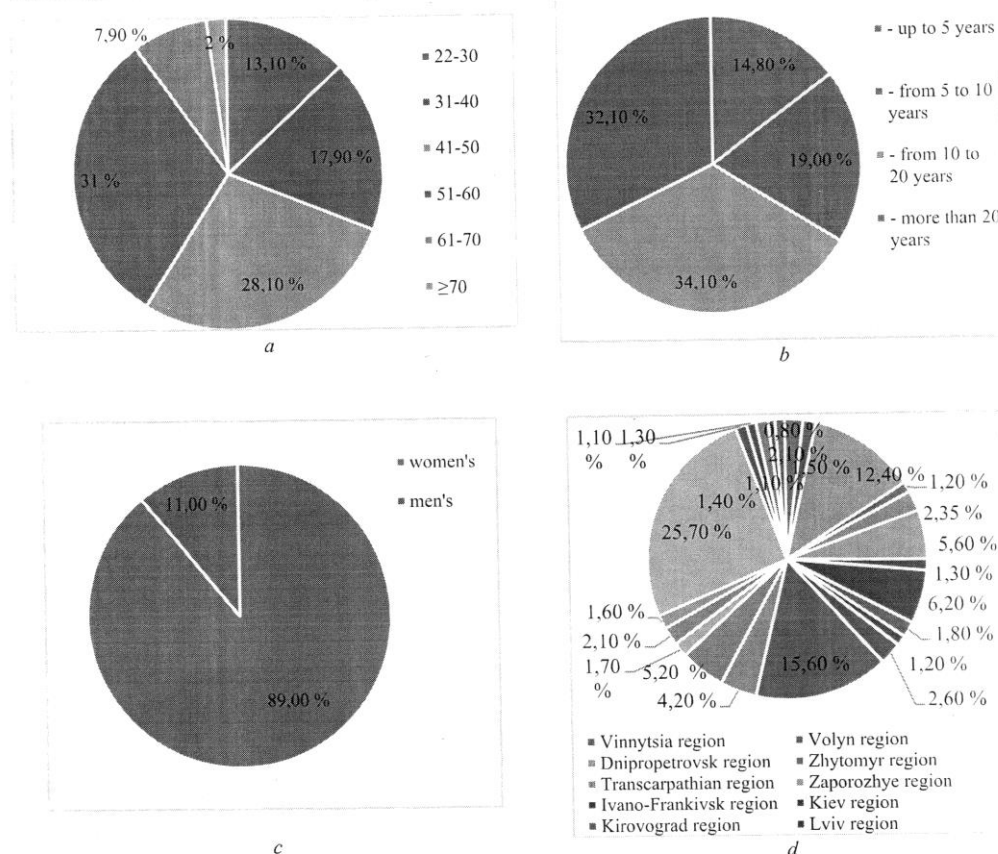 7,90 %
2 %
13,10 %
17,90 %
31 %
28,10 %
22-30
31-40
41-50
51-60
61-70
≥70
a
14,80 %
32,10 %
19,00 %
34,10 %
- up to 5 years
- from 5 to 10
years
- from 10 to
20 years
- more than 20
years
b
11,00 %
89,00 %
women's
men's
c
1,10
%
1,30
%
0,80 %
2,10 %
1,50 %
1,10 %
12,40 %
1,20 %
1,40 %
25,70 %
2,35 %
5,60 %
1,30 %
6,20 %
1,60 %
1,80 %
2,10 %
1,20 %
1,70
%
5,20 %
15,60 %
4,20 %
2,60 %
Vinnytsia region
Volyn region
Dnipropetrovsk region
Zhytomyr region
Transcarpathian region
Zaporozhye region
Ivano-Frankivsk region
Kiev region
Kirovograd region
Lviv region
d